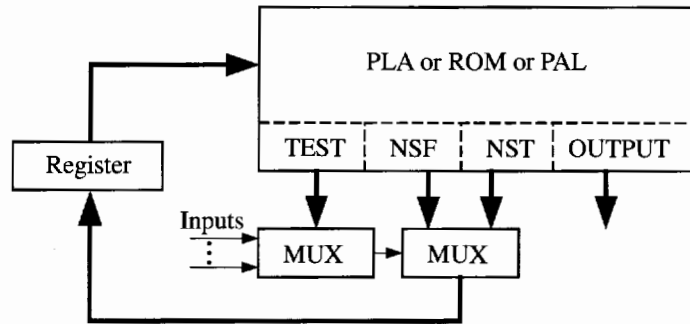 PLA or ROM or PAL
TEST NSF NST OUTPUT
Register
Inputs
MUX MUX